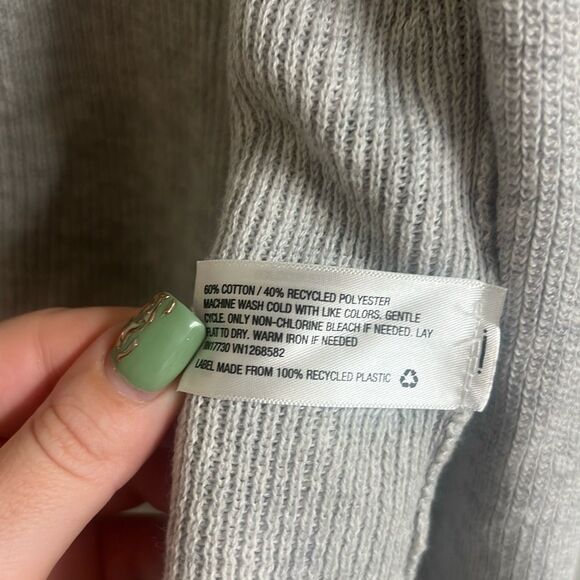 60% COTTON / 40% RECYCLED POLYESTER
MACHINE WASH COLD WITH LIKE COLORS. GENTLE
CYCLE. ONLY NON-CHLORINE BLEACH IF NEEDED. LAY
FLAT TO DRY. WARM IRON IF NEEDED
VN1268582
LABEL MADE FROM 100% RECYCLED PLASTIC